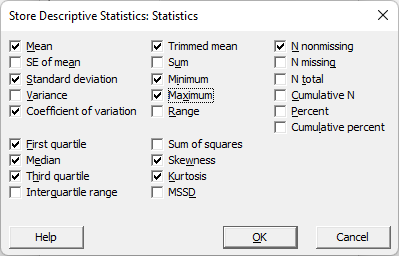 Store Descriptive Statistics: Statistics
Mean Trimmed mean N nonmissing
SE of mean Sum N missing
Standard deviation Minimum N total
Variance Maximum Cumulative N
Coefficient of variation Range Percent
Cumulative percent
First quartile Sum of squares
Median Skewness
Third quartile Kurtosis
Interguartile range MSSD
Help OK Cancel